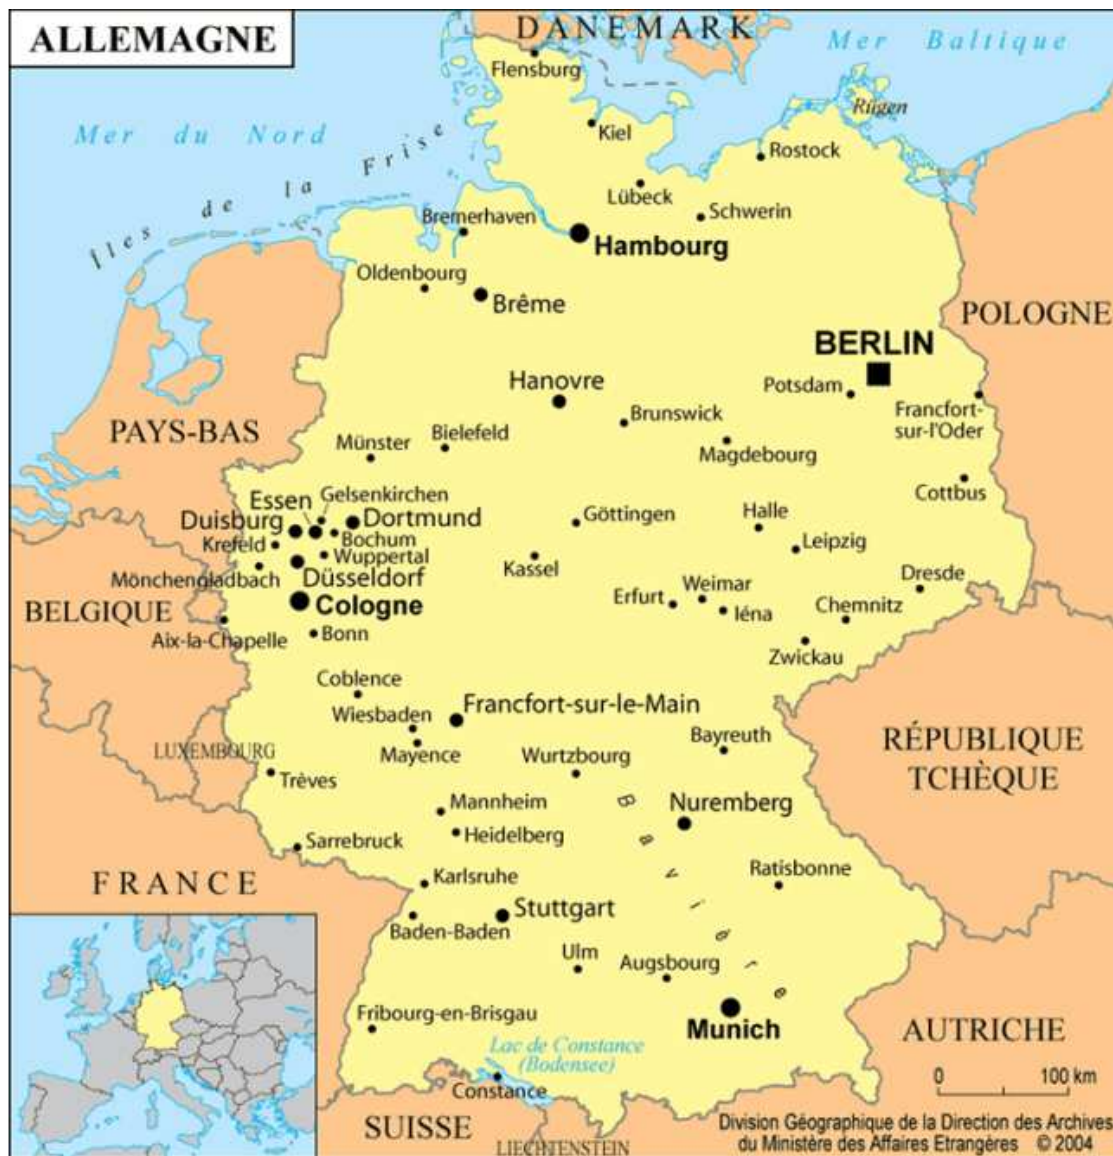 ALLEMAGNE
DANEMARK
Mer Baltique
Flensburg
Rügen
Mer du Nord
Kiel
Rostock
Îles de la Frise
Lübeck
Schwerin
Bremerhaven
Hambourg
Oldenbourg
Brême
POLOGNE
BERLIN
Hanovre
Potsdam
Francfort-
sur-l'Oder
PAYS-BAS
Brunswick
Bielefeld
Münster
Magdebourg
Cottbus
Essen
Gelsenkirchen
Duisburg
Dortmund
Göttingen
Halle
Krefeld
Bochum
Leipzig
Wuppertal
Kassel
Mönchengladbach
Düsseldorf
Dresde
Weimar
Erfurt
BELGIQUE
Cologne
Iéna
Chemnitz
Aix-la-Chapelle
Bonn
Zwickau
Coblence
Francfort-sur-le-Main
Wiesbaden
Bayreuth
RÉPUBLIQUE
TCHÈQUE
LUXEMBOURG
Mayence
Wurtzbourg
Trèves
Mannheim
Nuremberg
Heidelberg
Sarrebruck
Ratisbonne
FRANCE
Karlsruhe
Stuttgart
Baden-Baden
Ulm
Augsbourg
Fribourg-en-Brisgau
Munich
AUTRICHE
Lac de Constance
(Bodensee)
Constance
0 100 km
SUISSE
LIECHTENSTEIN
Division Géographique de la Direction des Archives
du Ministère des Affaires Etrangères © 2004